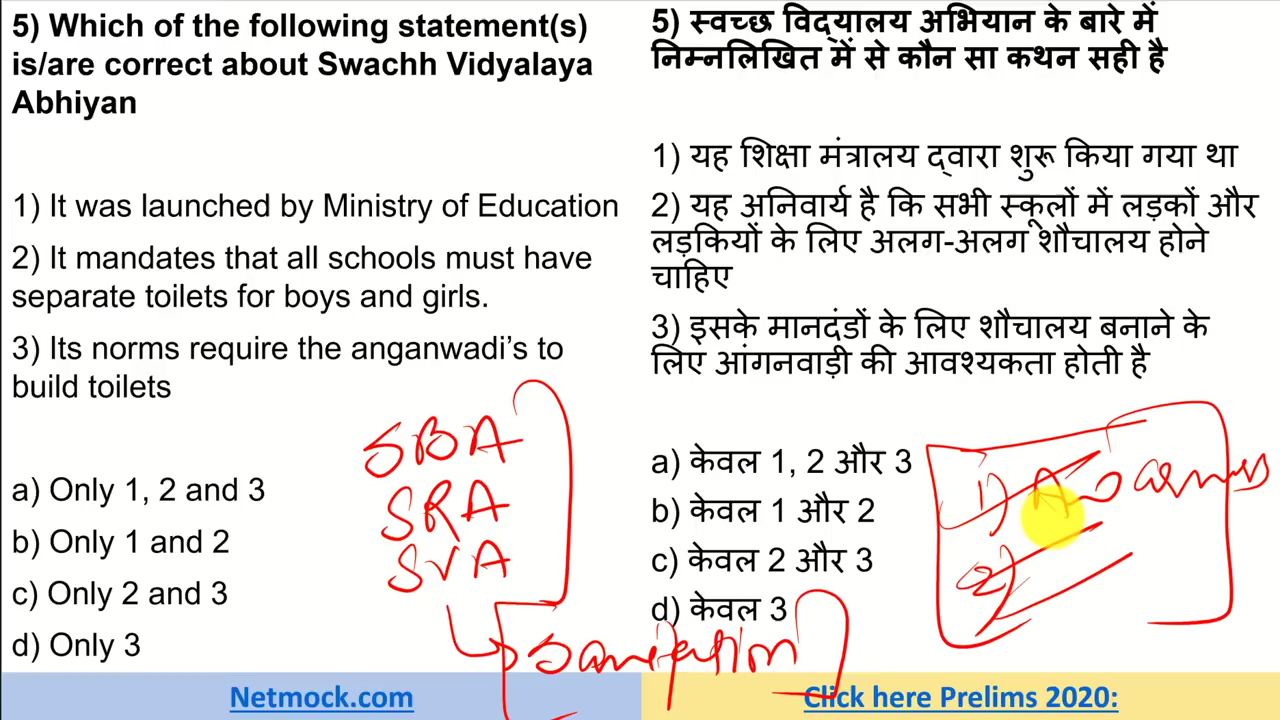 5) Which of the following statement(s)
is/are correct about Swachh Vidyalaya
Abhiyan
1) It was launched by Ministry of Education
2) It mandates that all schools must have
separate toilets for boys and girls.
3) Its norms require the anganwadi's to
build toilets
a) Only 1, 2 and 3
b) Only 1 and 2
c) Only 2 and 3
d) Only 3
SBA
SRA
SVA
sanitation
Netmock.com
5) स्वच्छ विद्यालय अभियान के बारे में
निम्नलिखित में से कौन सा कथन सही है
1) यह शिक्षा मंत्रालय द्वारा शुरू किया गया था
2) यह अनिवार्य है कि सभी स्कूलों में लड़कों और
लड़कियों के लिए अलग-अलग शौचालय होने
चाहिए
3) इसके मानदंडों के लिए शौचालय बनाने के
लिए आंगनवाड़ी की आवश्यकता होती है
a) केवल 1, 2 और 3
b) केवल 1 और 2
c) केवल 2 और 3
d) केवल 3
1)
2)
Click here Prelims 2020: